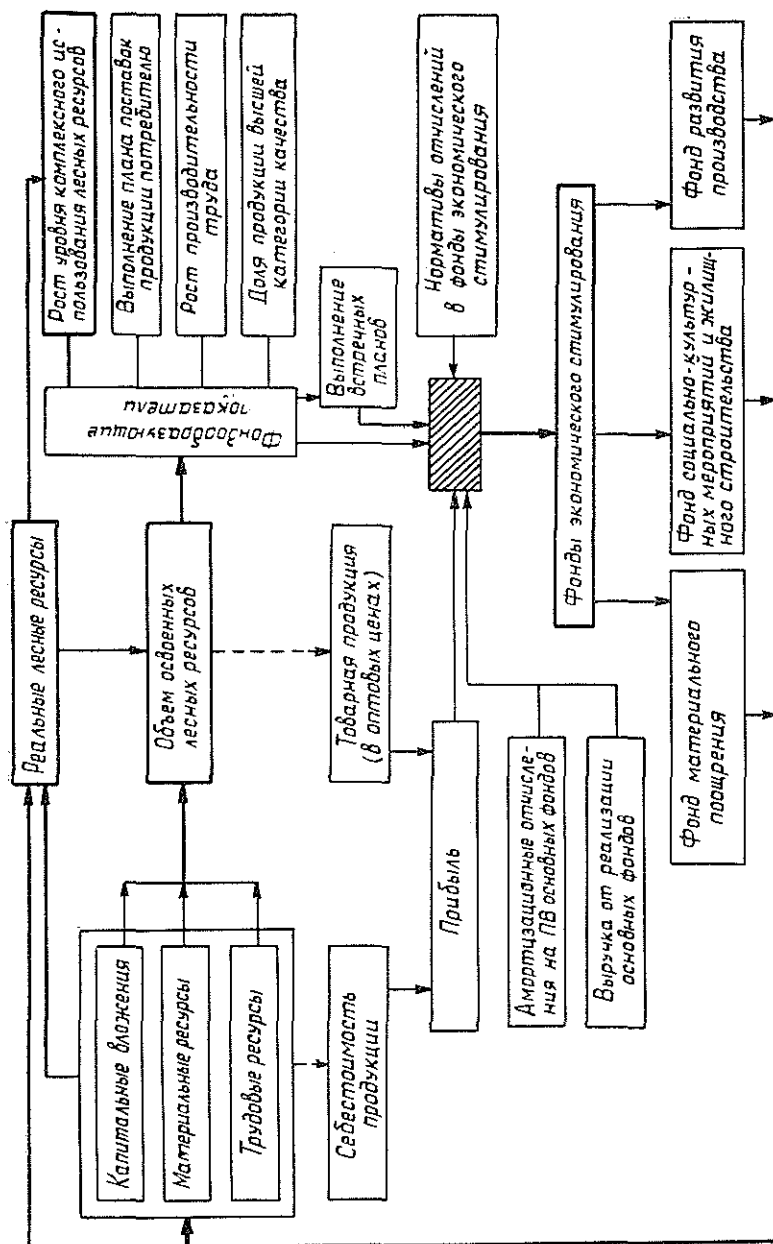 Реальные лесные ресурсы
Рост уровня комплексного ис-
пользования лесных ресурсов
Выполнение плана поставок
продукции потребителю
Рост производительности
труда
Доля продукции высшей
категории качества
Капитальные вложения
Материальные ресурсы
Трудовые ресурсы
Объем освоенных
лесных ресурсов
Фондообразующие
показатели
Выполнение
встречных
планов
Себестоимость
продукции
Товарная продукция
(в оптовых ценах)
Прибыль
Нормативы отчислений
в фонды экономического
стимулирования
Амортизационные отчисле-
ния на ПВ основных фондов
Выручка от реализации
основных фондов
Фонды экономического стимулирования
Фонд материального
поощрения
Фонд социально-культур-
ных мероприятий и жилищ-
ного строительства
Фонд развития
производства